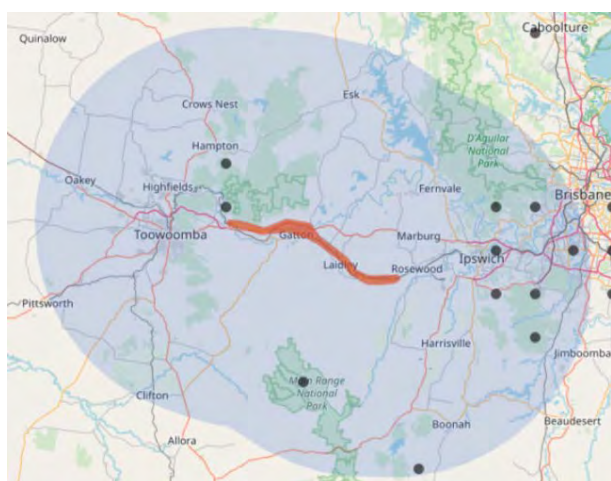 Caboolture
Quinalow
Esk
Crows Nest
D'Aguilar
National
Park
Hampton
Oakey
Highfields
Fernvale
Brisbane
Toowoomba
Gatton
Marburg
Ipswich
Laidley
Rosewood
Pittsworth
Harrisville
Jimboomba
Main Range
National
Park
Clifton
Beaudesert
Boonah
Allora